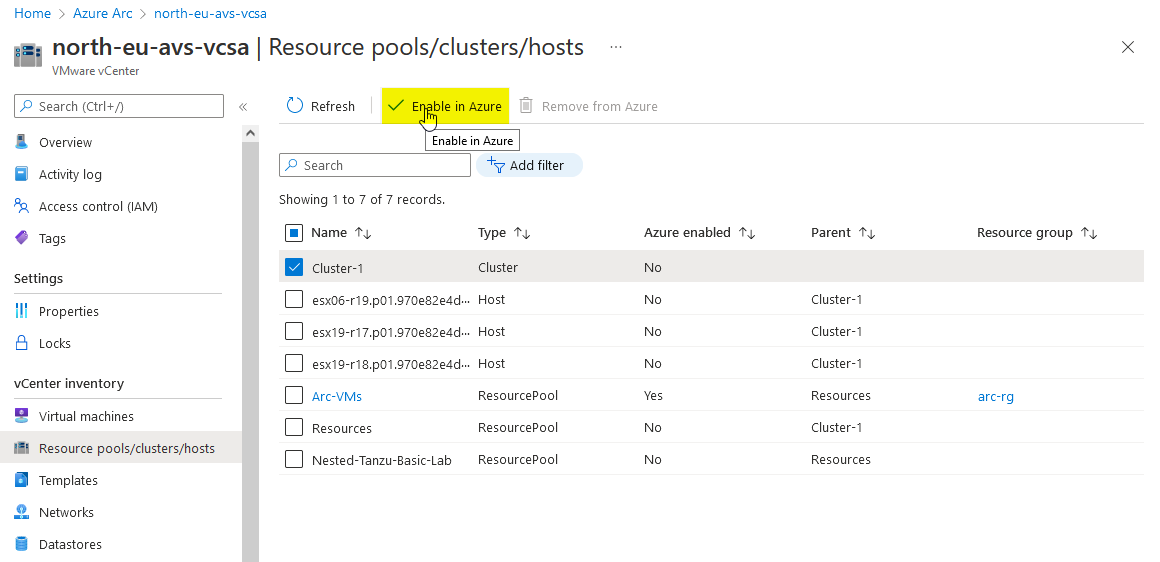 Home > Azure Arc > north-eu-avs-vcsa
north-eu-avs-vcsa | Resource pools/clusters/hosts ...
VMware vCenter
Search (Ctrl+/) «
Refresh Enable in Azure Remove from Azure
Enable in Azure
Overview
Activity log
Access control (IAM)
Tags
Settings
Properties
Locks
vCenter inventory
Virtual machines
Resource pools/clusters/hosts
Templates
Networks
Datastores
Search Add filter
Showing 1 to 7 of 7 records.
Name ↑↓ Type ↑↓ Azure enabled ↑↓ Parent ↑↓ Resource group ↑↓
Cluster-1 Cluster No
esx06-r19.p01.970e82e4d... Host No Cluster-1
esx19-r17.p01.970e82e4d... Host No Cluster-1
esx19-r18.p01.970e82e4d... Host No Cluster-1
Arc-VMs ResourcePool Yes Resources arc-rg
Resources ResourcePool No Cluster-1
Nested-Tanzu-Basic-Lab ResourcePool No Resources